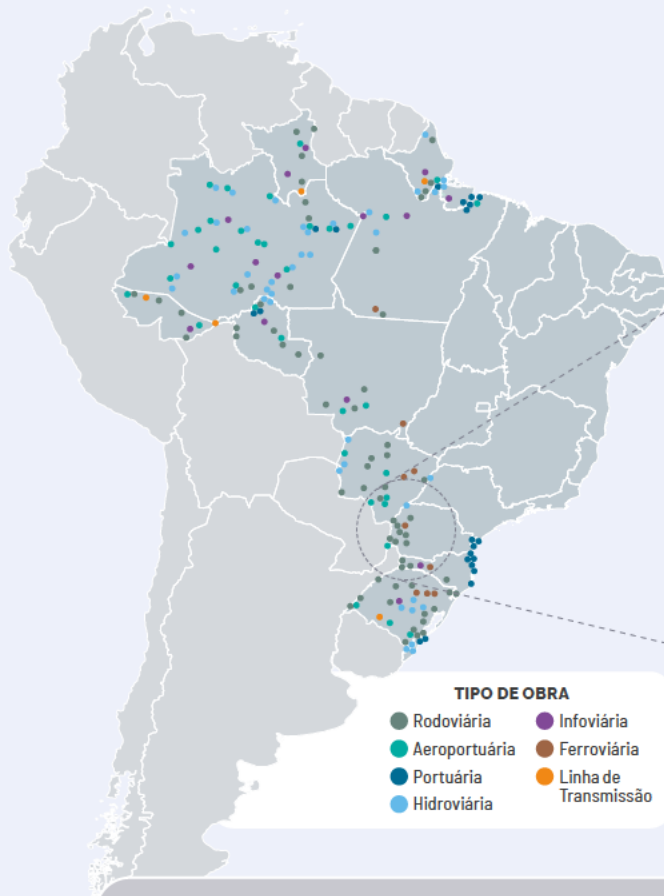 TIPO DE OBRA
Rodoviária
Aeroportuária
Portuária
Hidroviária
Infoviária
Ferroviária
Linha de
Transmissão